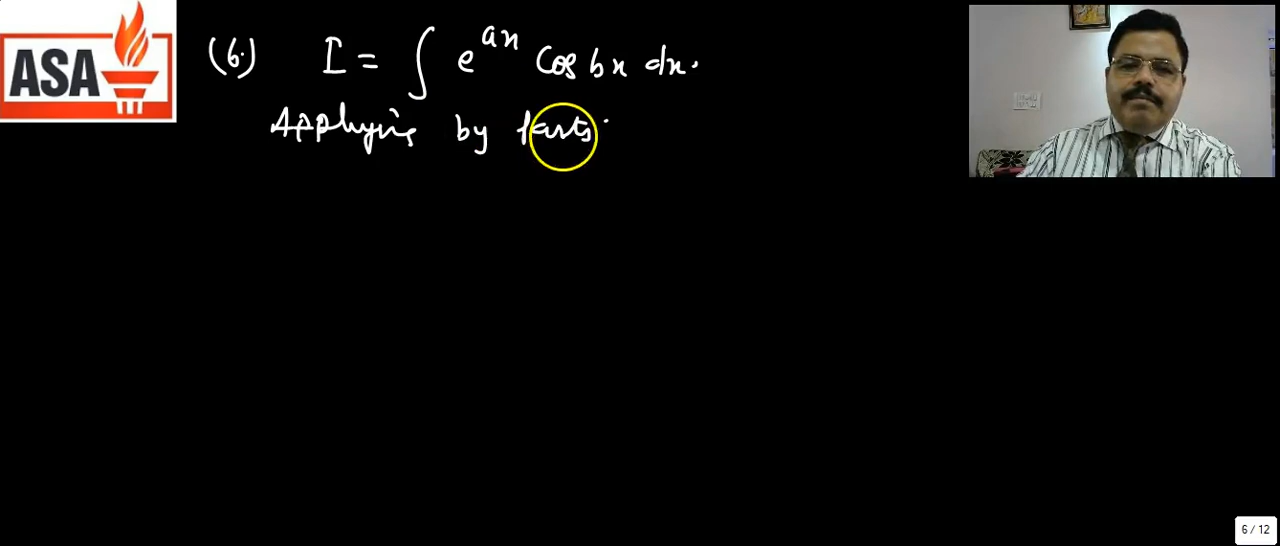 ASA
(6.) I = ∫ e^{ax} Cos bx dx.
Applying by parts.
6 / 12